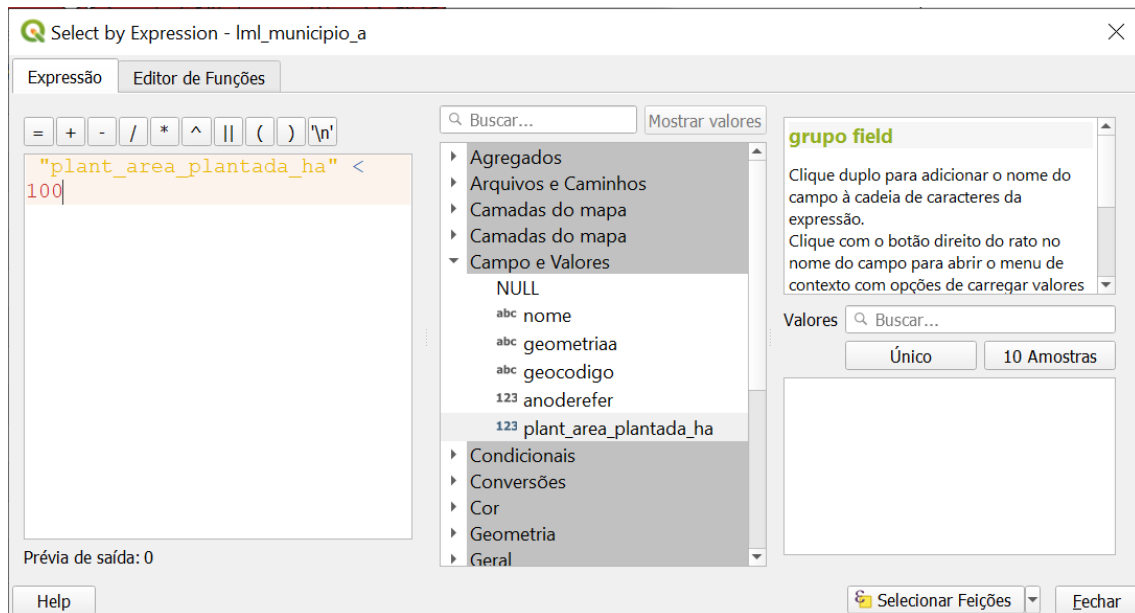 Select by Expression - lml_municipio_a
Expressão
Editor de Funções
= + - / * ^ || ( ) '\n'
"plant_area_plantada_ha" <
100
Prévia de saída: 0
Buscar...
Mostrar valores
Agregados
Arquivos e Caminhos
Camadas do mapa
Camadas do mapa
Campo e Valores
NULL
abc nome
abc geometriaa
abc geocodigo
123 anoderefer
123 plant_area_plantada_ha
Condicionais
Conversões
Cor
Geometria
Geral
grupo field
Clique duplo para adicionar o nome do
campo à cadeia de caracteres da
expressão.
Clique com o botão direito do rato no
nome do campo para abrir o menu de
contexto com opções de carregar valores
Valores
Buscar...
Único
10 Amostras
Help
Selecionar Feições
Fechar